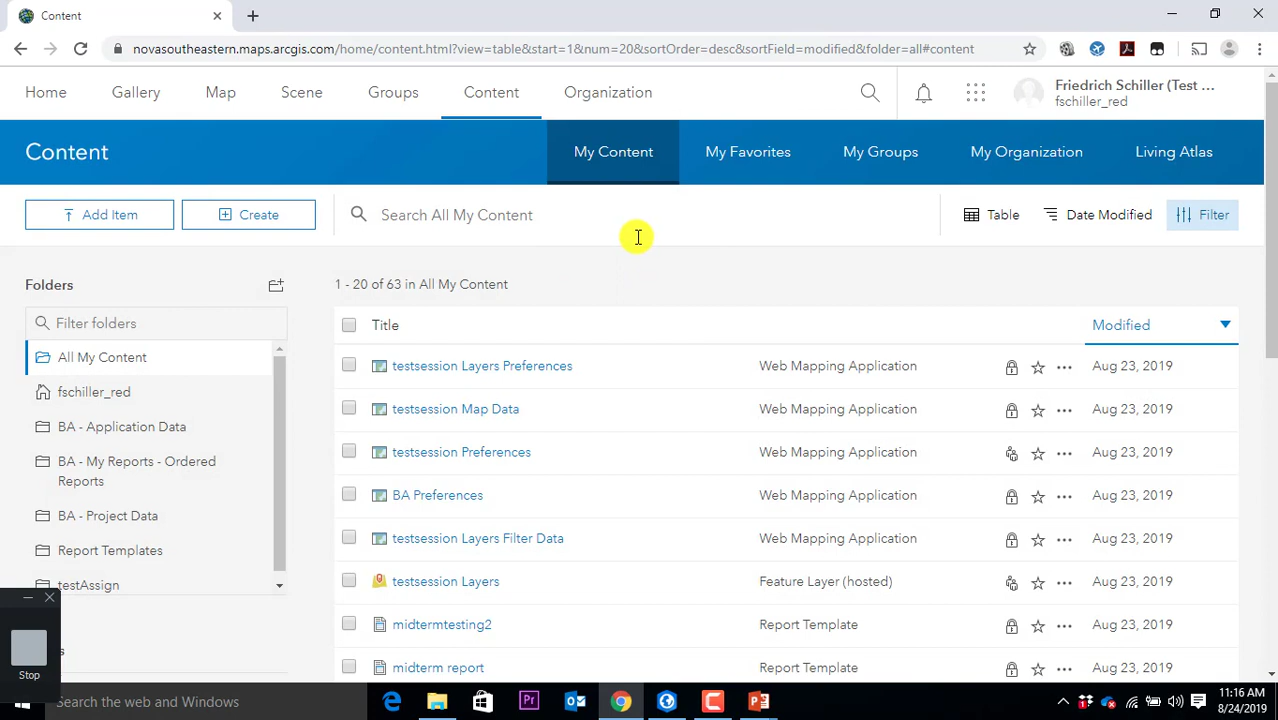 Content
novasoutheastern.maps.arcgis.com/home/content.html?view=table&start=1&num=20&sortOrder=desc&sortField=modified&folder=all#content
Home Gallery Map Scene Groups Content Organization
Friedrich Schiller (Test ...
fschiller_red
Content My Content My Favorites My Groups My Organization Living Atlas
Add Item Create Search All My Content Table Date Modified Filter
Folders
1 - 20 of 63 in All My Content
Filter folders
Title Modified
All My Content
testsession Layers Preferences Web Mapping Application Aug 23, 2019
fschiller_red
testsession Map Data Web Mapping Application Aug 23, 2019
BA - Application Data
testsession Preferences Web Mapping Application Aug 23, 2019
BA - My Reports - Ordered
Reports
BA Preferences Web Mapping Application Aug 23, 2019
BA - Project Data
testsession Layers Filter Data Web Mapping Application Aug 23, 2019
Report Templates
testsession Layers Feature Layer (hosted) Aug 23, 2019
testAssign
midtermtesting2 Report Template Aug 23, 2019
midterm report Report Template Aug 23, 2019
Stop
Search the web and Windows
Pr
11:16 AM
8/24/2019